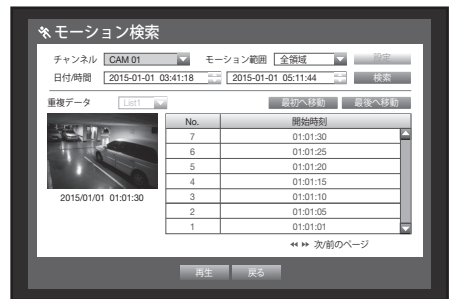 モーション検索
チャンネル CAM 01 モーション範囲 全領域 設定
日付/時間 2015-01-01 03:41:18 2015-01-01 05:11:44 検索
重複データ List1 最初へ移動 最後へ移動
No. 開始時刻
7 01:01:30
6 01:01:25
5 01:01:20
4 01:01:15
3 01:01:10
2 01:01:05
1 01:01:01
2015/01/01 01:01:30
次/前のページ
再生 戻る